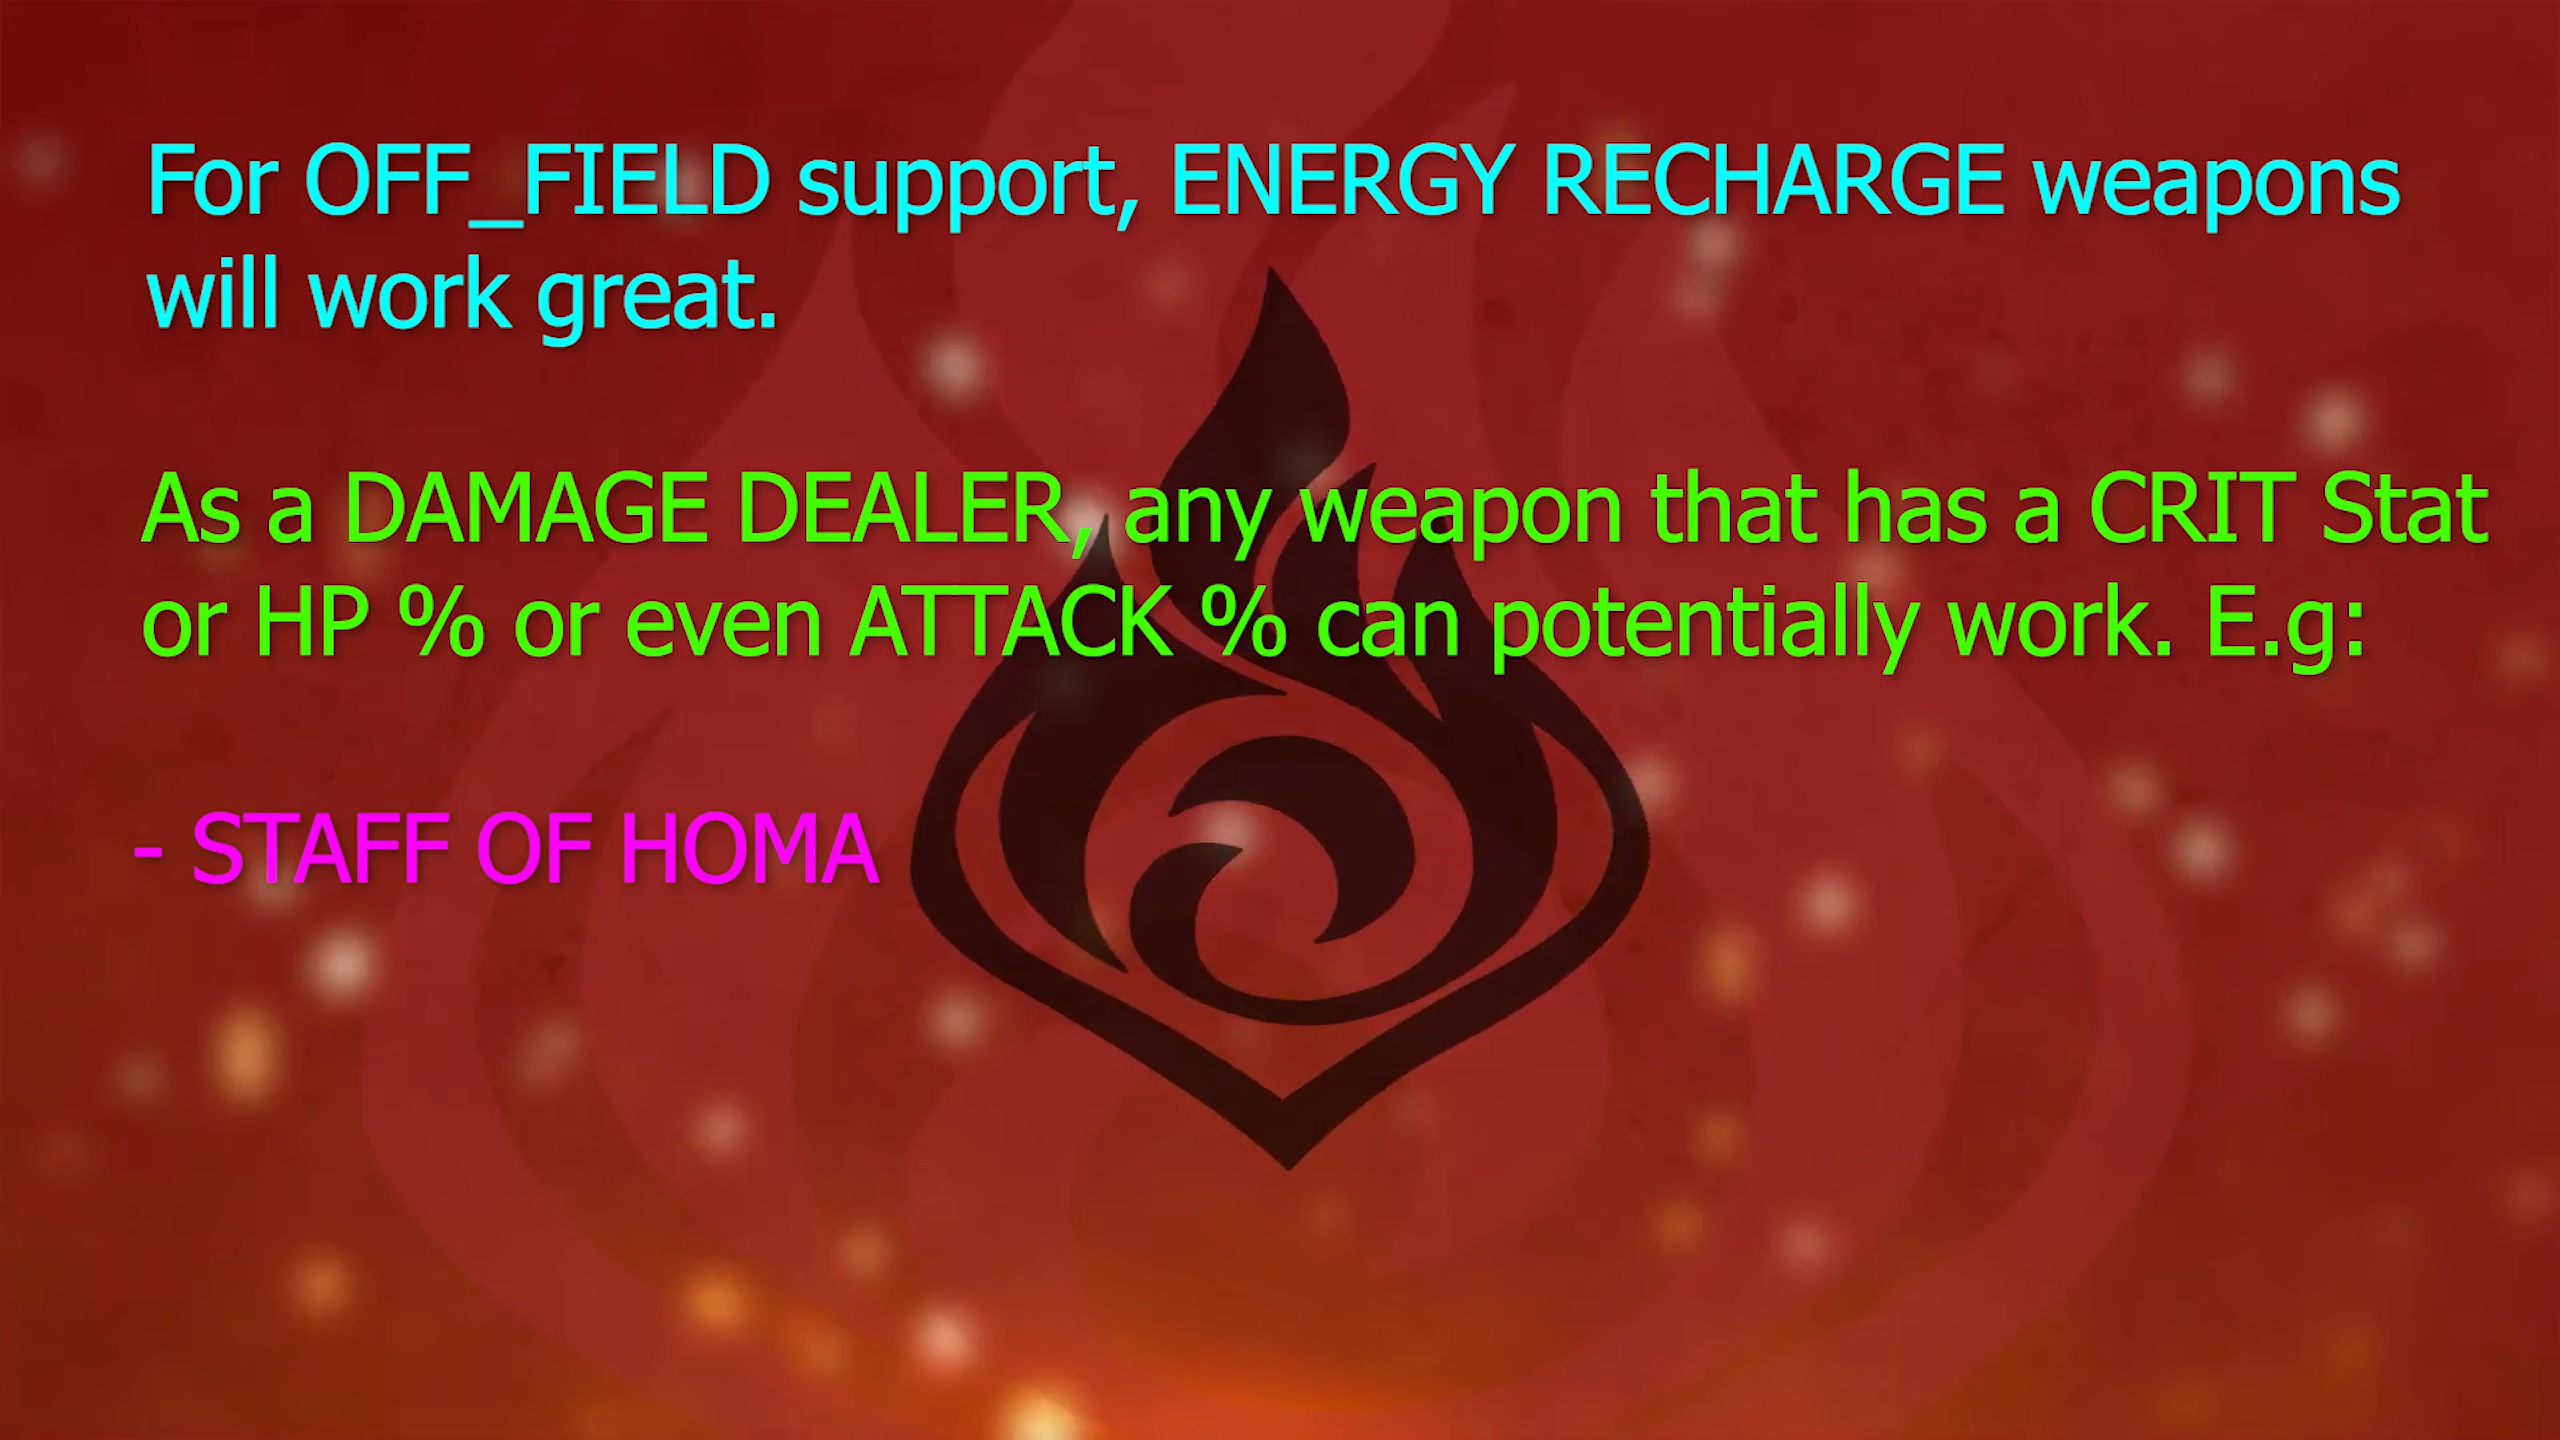 For OFF_FIELD support, ENERGY RECHARGE weapons
will work great.
As a DAMAGE DEALER, any weapon that has a CRIT Stat
or HP % or even ATTACK % can potentially work. E.g:
- STAFF OF HOMA